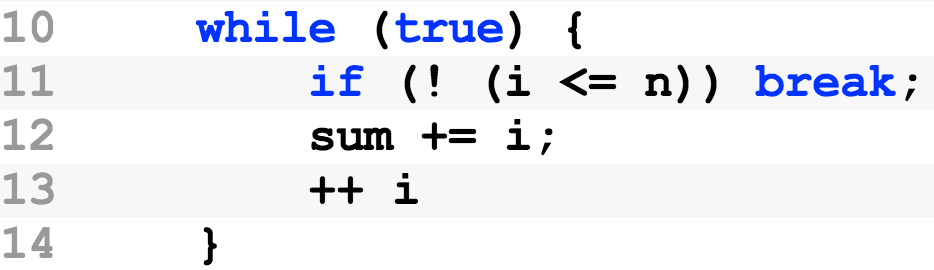 10     while (true) {
11         if (! (i <= n)) break;
12         sum += i;
13         ++ i
14     }